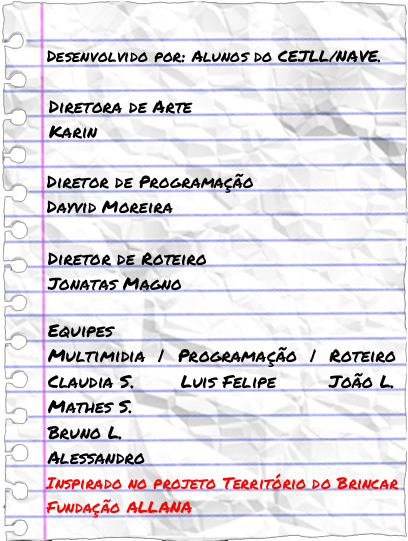 Desenvolvido por: Alunos do CEJLL/NAVE.
Diretora de Arte
Karin
Diretor de Programação
Dayvid Moreira
Diretor de Roteiro
Jonatas Magno
Equipes
Multimidia / Programação / Roteiro
Claudia S. Luis Felipe João L.
Mathes S.
Bruno L.
Alessandro
Inspirado no projeto Território do Brincar
Fundação ALLANA